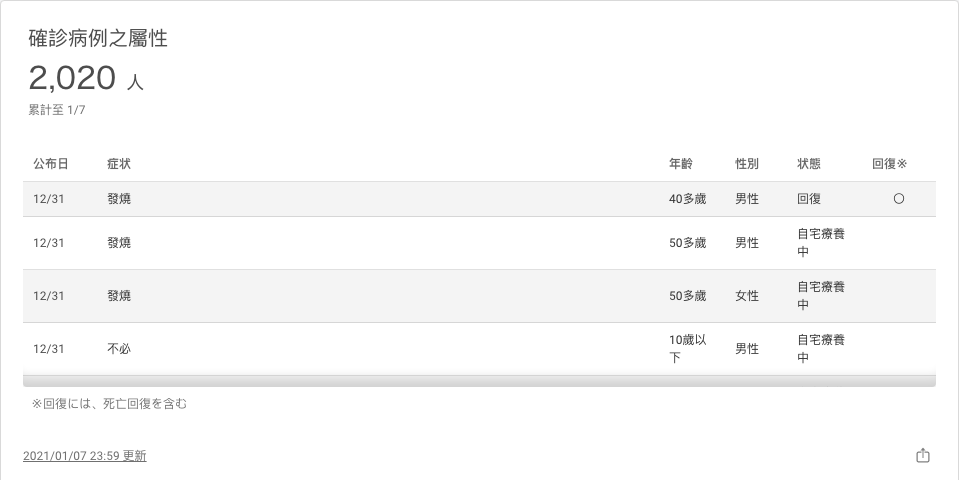 確診病例之屬性
2,020 人
累計至 1/7
公布日 症状 年齡 性別 状態 回復※
12/31 發燒 40多歲 男性 回復 ○
12/31 發燒 50多歲 男性 自宅療養
中
12/31 發燒 50多歲 女性 自宅療養
中
12/31 不必 10歲以
下 男性 自宅療養
中
※回復には、死亡回復を含む
2021/01/07 23:59 更新